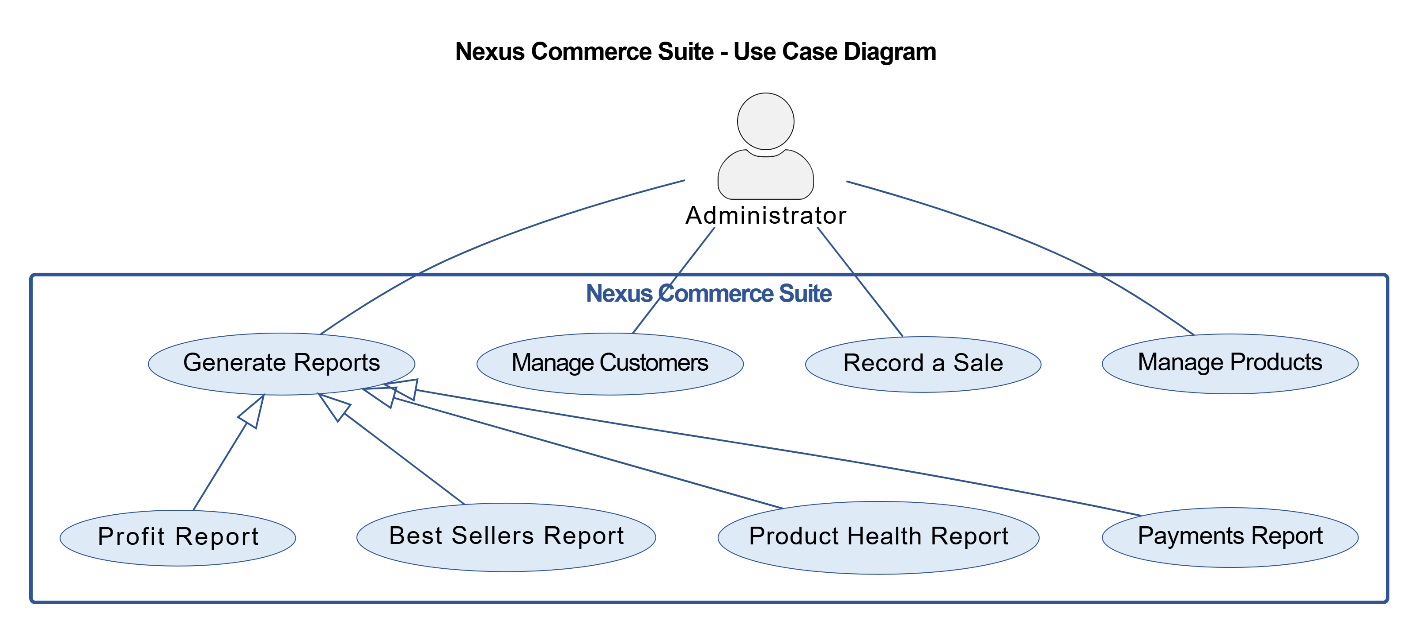 Nexus Commerce Suite - Use Case Diagram
Administrator
Nexus Commerce Suite
Generate Reports
Manage Customers
Record a Sale
Manage Products
Profit Report
Best Sellers Report
Product Health Report
Payments Report